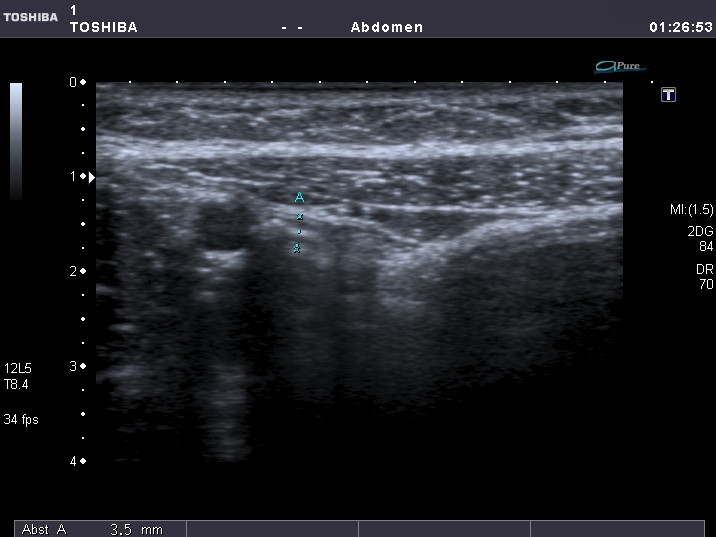 TOSHIBA
1
TOSHIBA - - Abdomen 01:26:53
APure
T
0
1
2
3
4
A
MI:(1.5)
2DG
84
DR
70
12L5
T8.4
34 fps
Abst A 3.5 mm